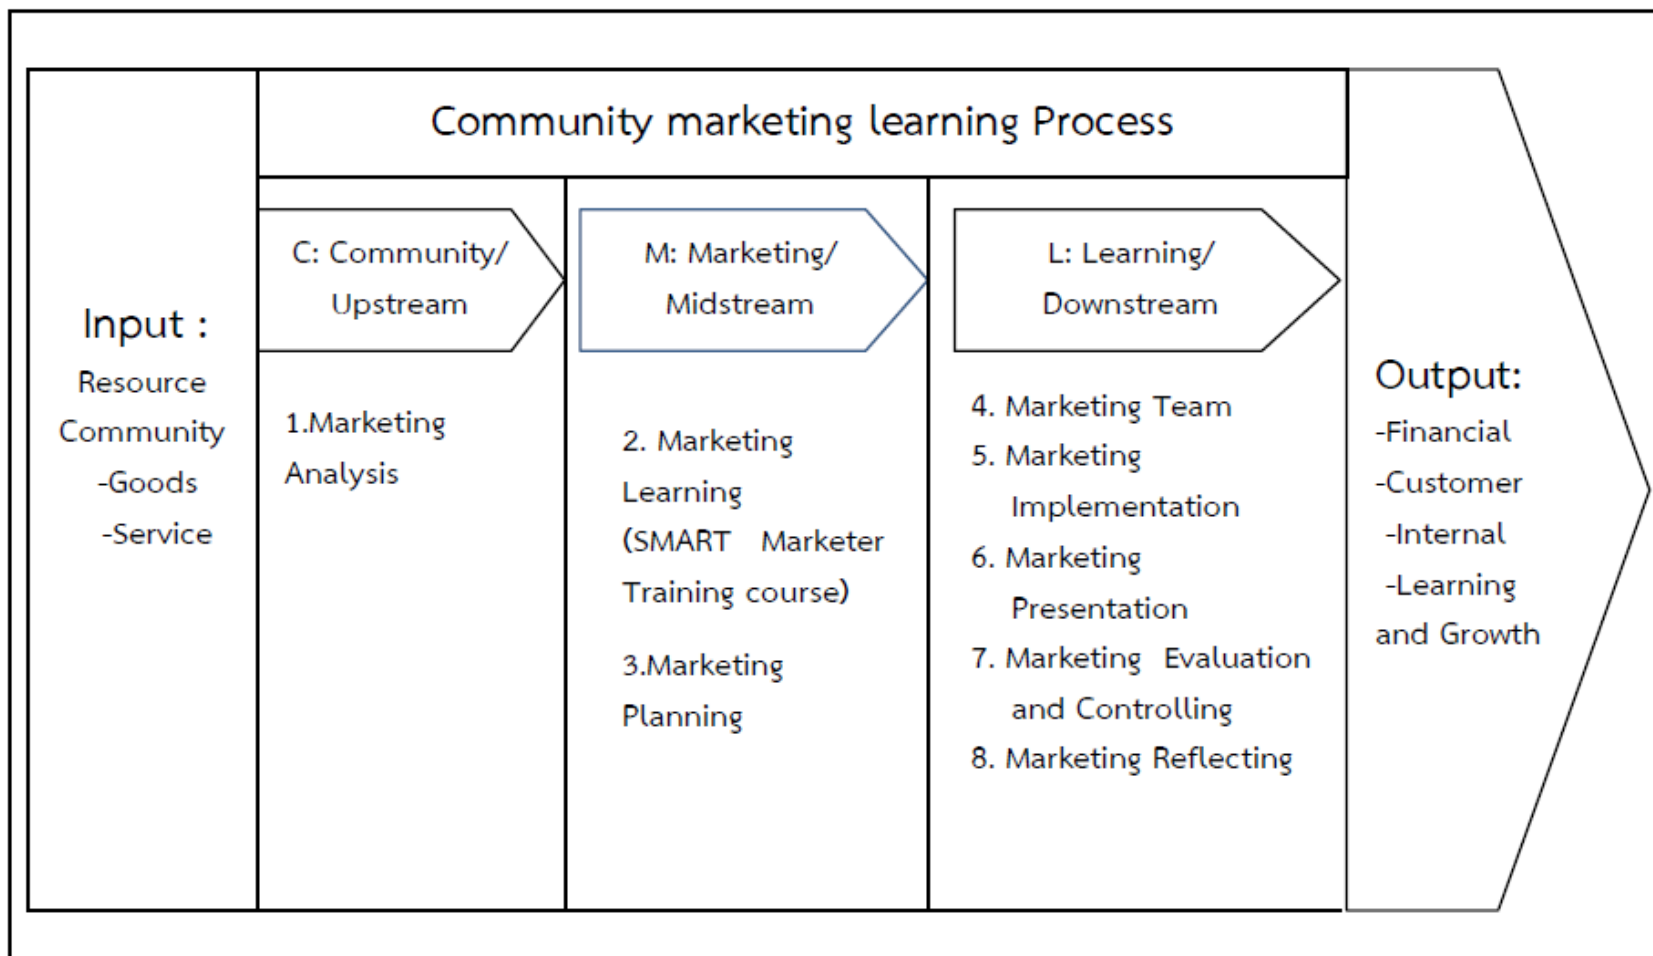 Community marketing learning Process
Input :
Resource
Community
-Goods
-Service
C: Community/
Upstream
1.Marketing
Analysis
M: Marketing/
Midstream
2. Marketing
Learning
(SMART Marketer
Training course)
3.Marketing
Planning
L: Learning/
Downstream
4. Marketing Team
5. Marketing
Implementation
6. Marketing
Presentation
7. Marketing Evaluation
and Controlling
8. Marketing Reflecting
Output:
-Financial
-Customer
-Internal
-Learning
and Growth